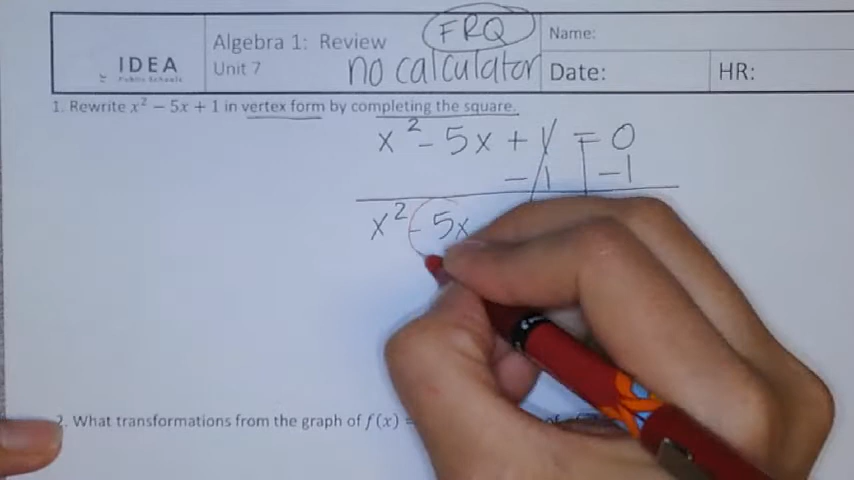 IDEA
Public Schools
Algebra 1: Review
Unit 7
FRQ
no calculator
Name:
Date:
HR:
1. Rewrite x² − 5x + 1 in vertex form by completing the square.
x² - 5x + 1 = 0
- 1 - 1
x² - 5x
2. What transformations from the graph of f(x) =